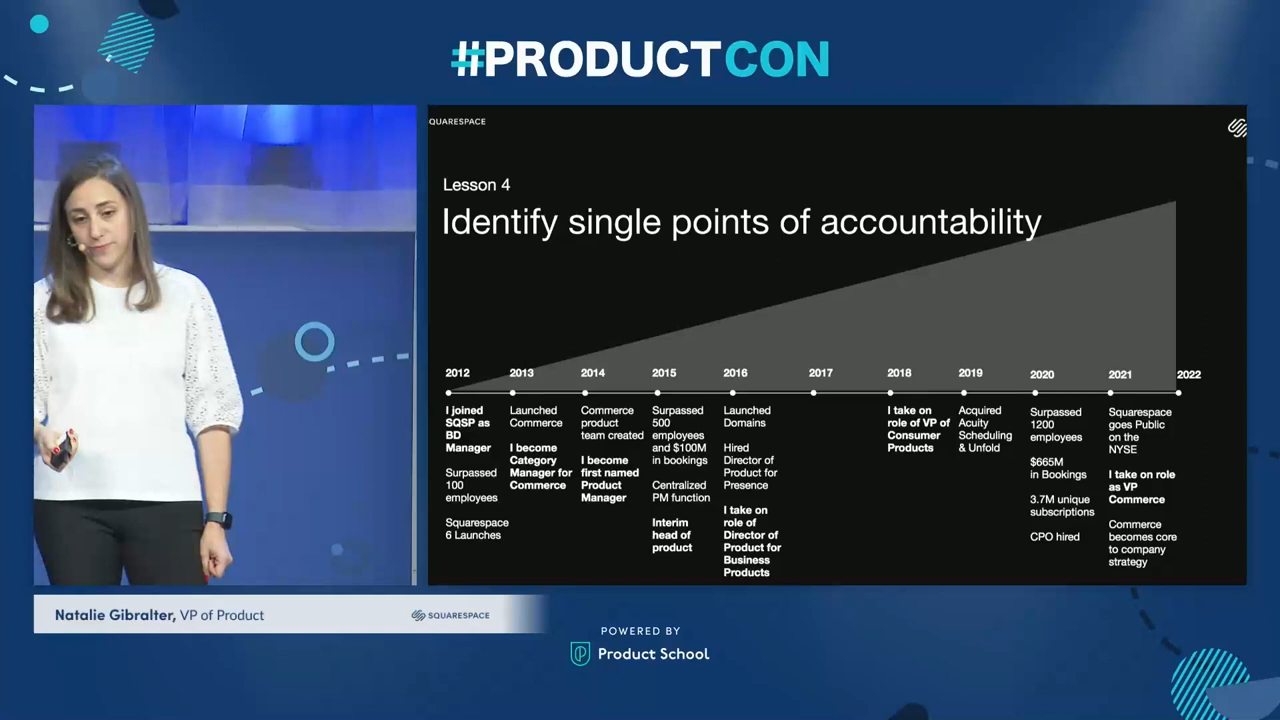 #PRODUCTCON
QUARESPACE
Lesson 4
Identify single points of accountability
2012
I joined
SQSP as
BD
Manager
Surpassed
100
employees
Squarespace
6 Launches
2013
Launched
Commerce
I become
Category
Manager for
Commerce
2014
Commerce
product
team created
I become
first named
Product
Manager
2015
Surpassed
500
employees
and $100M
in bookings
Centralized
PM function
Interim
head of
product
2016
Launched
Domains
Hired
Director of
Product for
Presence
I take on
role of
Director of
Product for
Business
Products
2017
2018
I take on
role of VP of
Consumer
Products
2019
Acquired
Acuity
Scheduling
& Unfold
2020
Surpassed
1200
employees
$665M
in Bookings
3.7M unique
subscriptions
CPO hired
2021
Squarespace
goes Public
on the
NYSE
I take on role
as VP
Commerce
Commerce
becomes core
to company
strategy
2022
Natalie Gibralter, VP of Product
SQUARESPACE
POWERED BY
Product School